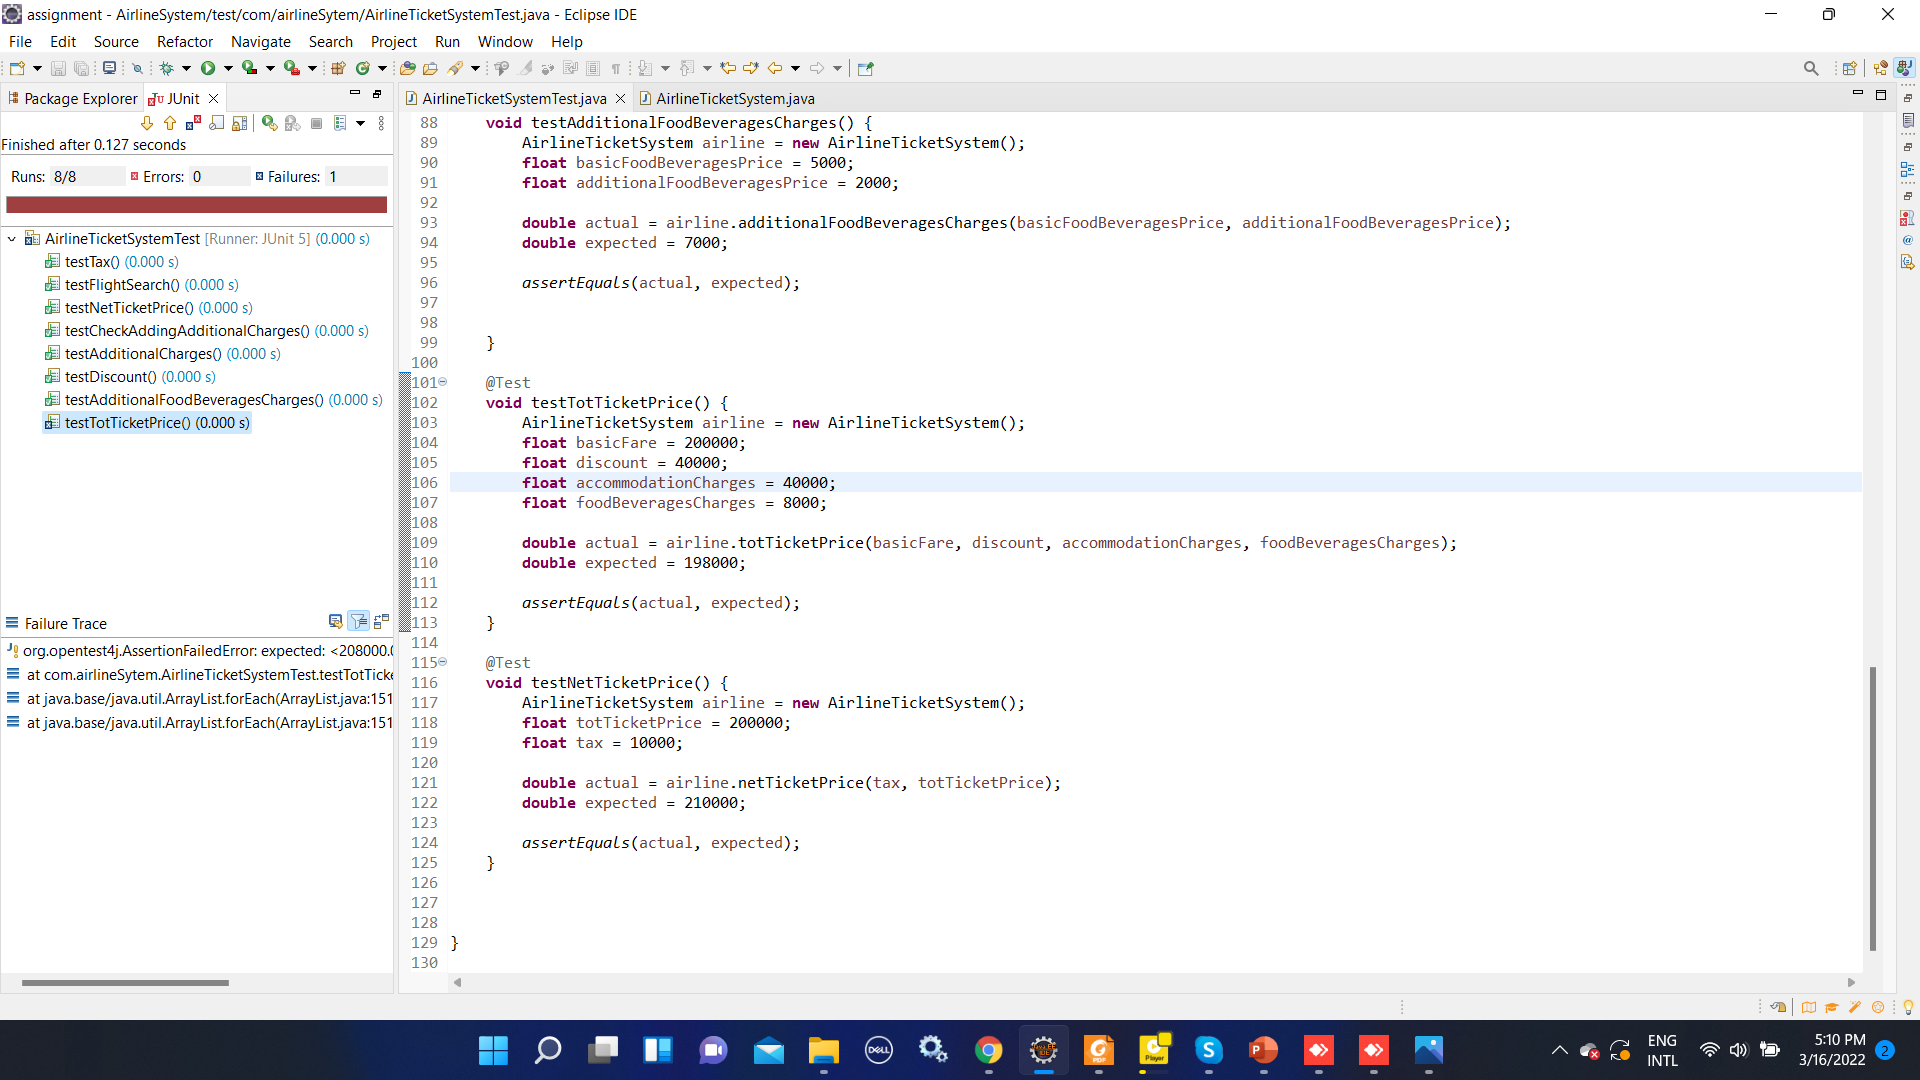 assignment - AirlineSystem/test/com/airlineSytem/AirlineTicketSystemTest.java - Eclipse IDE
File Edit Source Refactor Navigate Search Project Run Window Help
Package Explorer JUnit
Finished after 0.127 seconds
Runs: 8/8 Errors: 0 Failures: 1
AirlineTicketSystemTest [Runner: JUnit 5] (0.000 s)
testTax() (0.000 s)
testFlightSearch() (0.000 s)
testNetTicketPrice() (0.000 s)
testCheckAddingAdditionalCharges() (0.000 s)
testAdditionalCharges() (0.000 s)
testDiscount() (0.000 s)
testAdditionalFoodBeveragesCharges() (0.000 s)
testTotTicketPrice() (0.000 s)
Failure Trace
org.opentest4j.AssertionFailedError: expected: <208000.0
at com.airlineSytem.AirlineTicketSystemTest.testTotTicke
at java.base/java.util.ArrayList.forEach(ArrayList.java:151
at java.base/java.util.ArrayList.forEach(ArrayList.java:151
AirlineTicketSystemTest.java AirlineTicketSystem.java
88 void testAdditionalFoodBeveragesCharges() {
89 AirlineTicketSystem airline = new AirlineTicketSystem();
90 float basicFoodBeveragesPrice = 5000;
91 float additionalFoodBeveragesPrice = 2000;
92
93 double actual = airline.additionalFoodBeveragesCharges(basicFoodBeveragesPrice, additionalFoodBeveragesPrice);
94 double expected = 7000;
95
96 assertEquals(actual, expected);
97
98
99 }
100
101 @Test
102 void testTotTicketPrice() {
103 AirlineTicketSystem airline = new AirlineTicketSystem();
104 float basicFare = 200000;
105 float discount = 40000;
106 float accommodationCharges = 40000;
107 float foodBeveragesCharges = 8000;
108
109 double actual = airline.totTicketPrice(basicFare, discount, accommodationCharges, foodBeveragesCharges);
110 double expected = 198000;
111
112 assertEquals(actual, expected);
113 }
114
115 @Test
116 void testNetTicketPrice() {
117 AirlineTicketSystem airline = new AirlineTicketSystem();
118 float totTicketPrice = 200000;
119 float tax = 10000;
120
121 double actual = airline.netTicketPrice(tax, totTicketPrice);
122 double expected = 210000;
123
124 assertEquals(actual, expected);
125 }
126
127
128
129 }
130
DELL
Java EE
IDE
PDF
Player
S
P
ENG
INTL
5:10 PM
3/16/2022
2